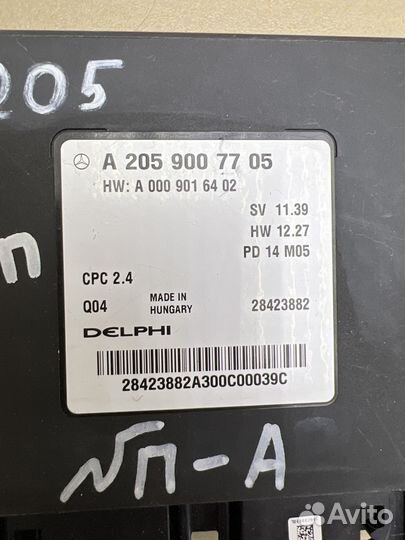 205
A 205 900 77 05
HW: A 000 901 64 02
SV 11.39
HW 12.27
PD 14 M05
CPC 2.4
Q04 MADE IN HUNGARY 28423882
DELPHI
28423882A300C00039C
Avito